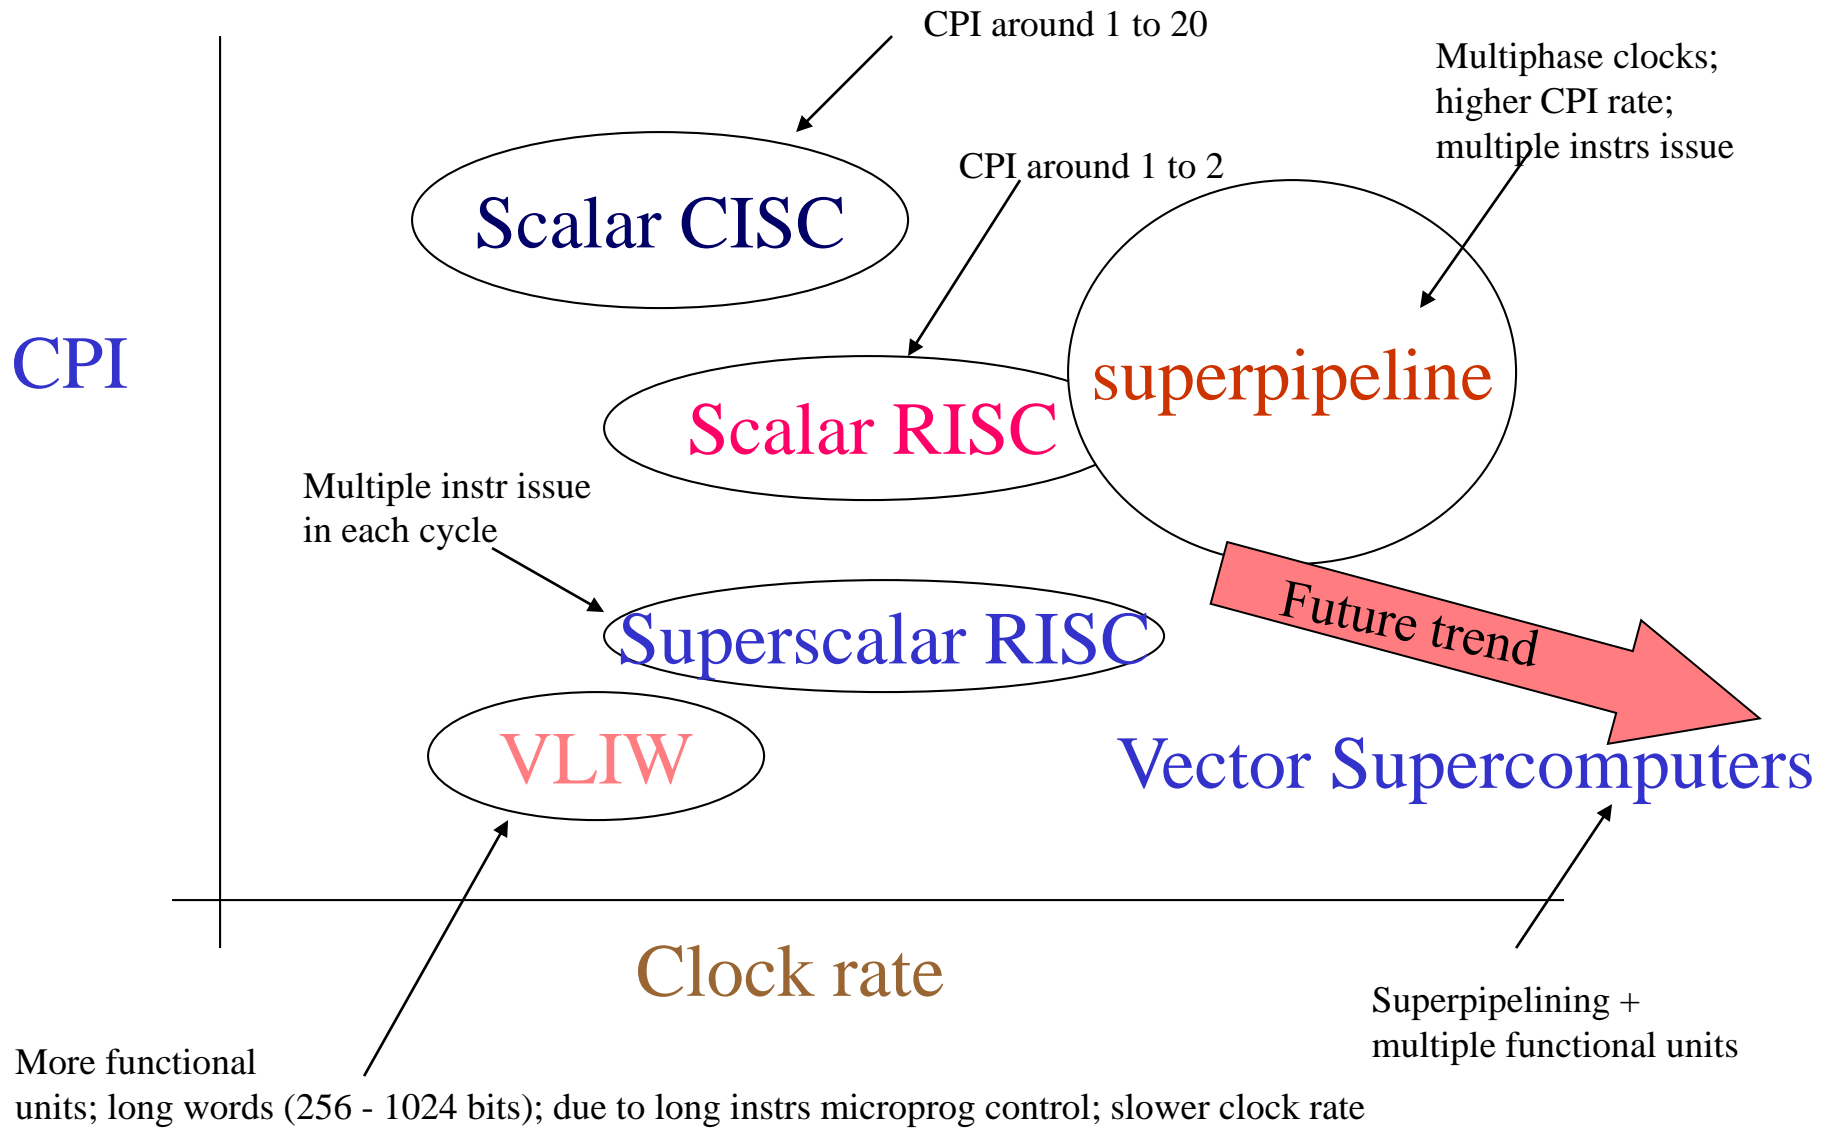 CPI around 1 to 20
Multiphase clocks;
higher CPI rate;
multiple instrs issue
CPI around 1 to 2
Scalar CISC
CPI
superpipeline
Scalar RISC
Multiple instr issue
in each cycle
Superscalar RISC
Future trend
VLIW
Vector Supercomputers
Clock rate
Superpipelining +
multiple functional units
More functional
units; long words (256 - 1024 bits); due to long instrs microprog control; slower clock rate